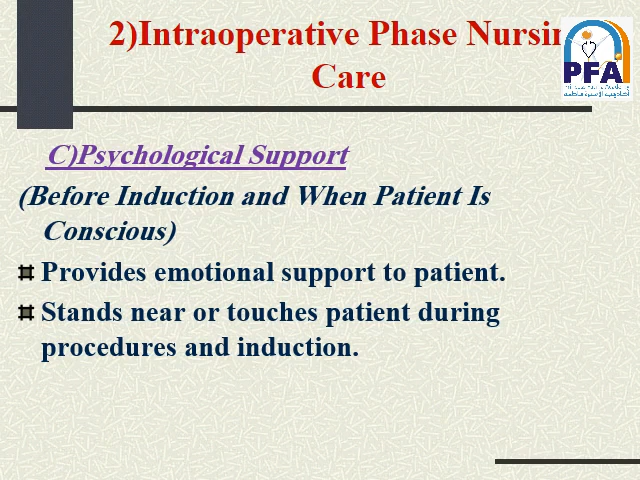 2)Intraoperative Phase Nursin
Care
PFA
C)Psychological Support
(Before Induction and When Patient Is
Conscious)
Provides emotional support to patient.
Stands near or touches patient during
procedures and induction.